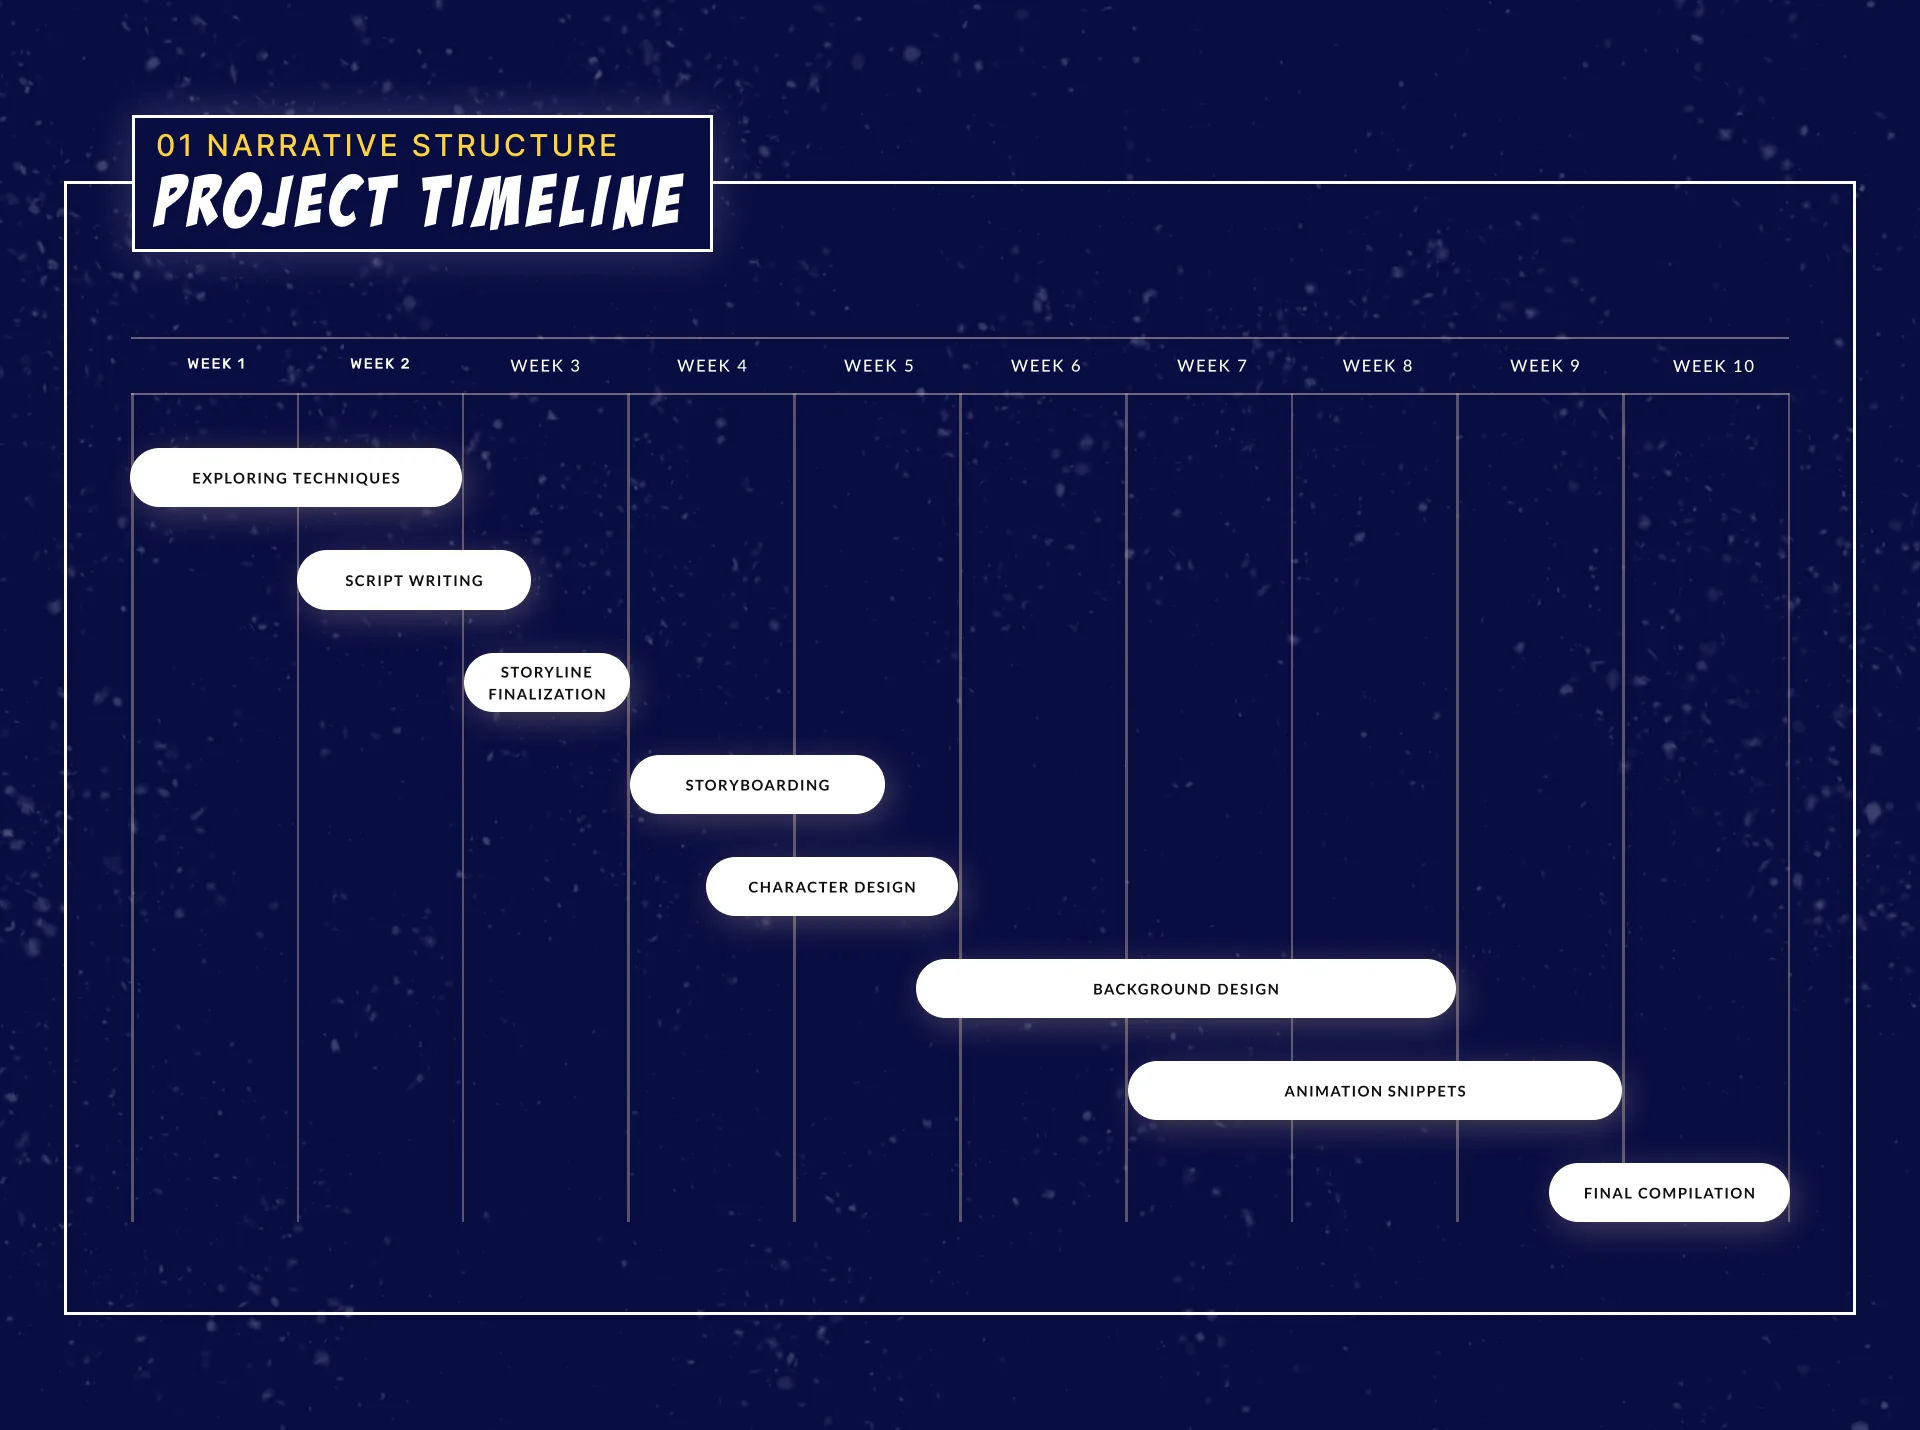 01 NARRATIVE STRUCTURE
PROJECT TIMELINE
WEEK 1
WEEK 2
WEEK 3
WEEK 4
WEEK 5
WEEK 6
WEEK 7
WEEK 8
WEEK 9
WEEK 10
EXPLORING TECHNIQUES
SCRIPT WRITING
STORYLINE
FINALIZATION
STORYBOARDING
CHARACTER DESIGN
BACKGROUND DESIGN
ANIMATION SNIPPETS
FINAL COMPILATION